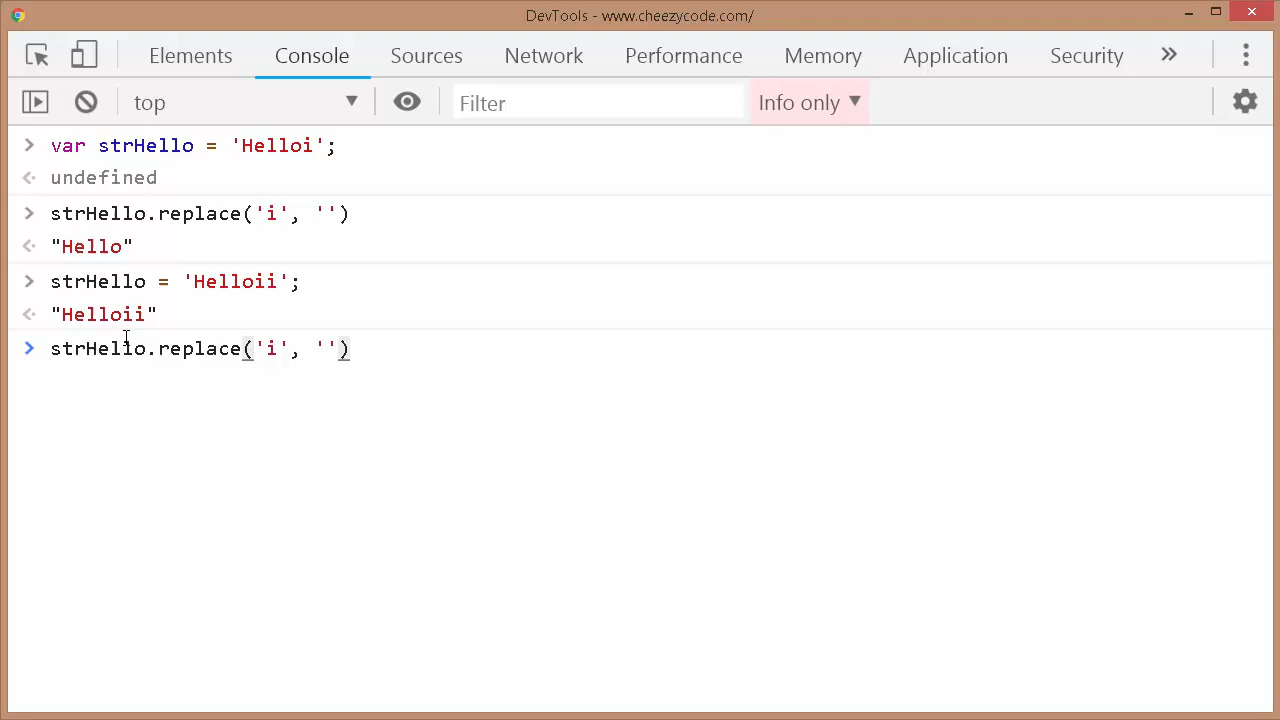 DevTools - www.cheezycode.com/
Elements Console Sources Network Performance Memory Application Security »
top ▼ Filter Info only ▼
> var strHello = 'Helloi';
undefined
> strHello.replace('i', '')
"Hello"
> strHello = 'Helloii';
"Helloii"
> strHello.replace('i', '')